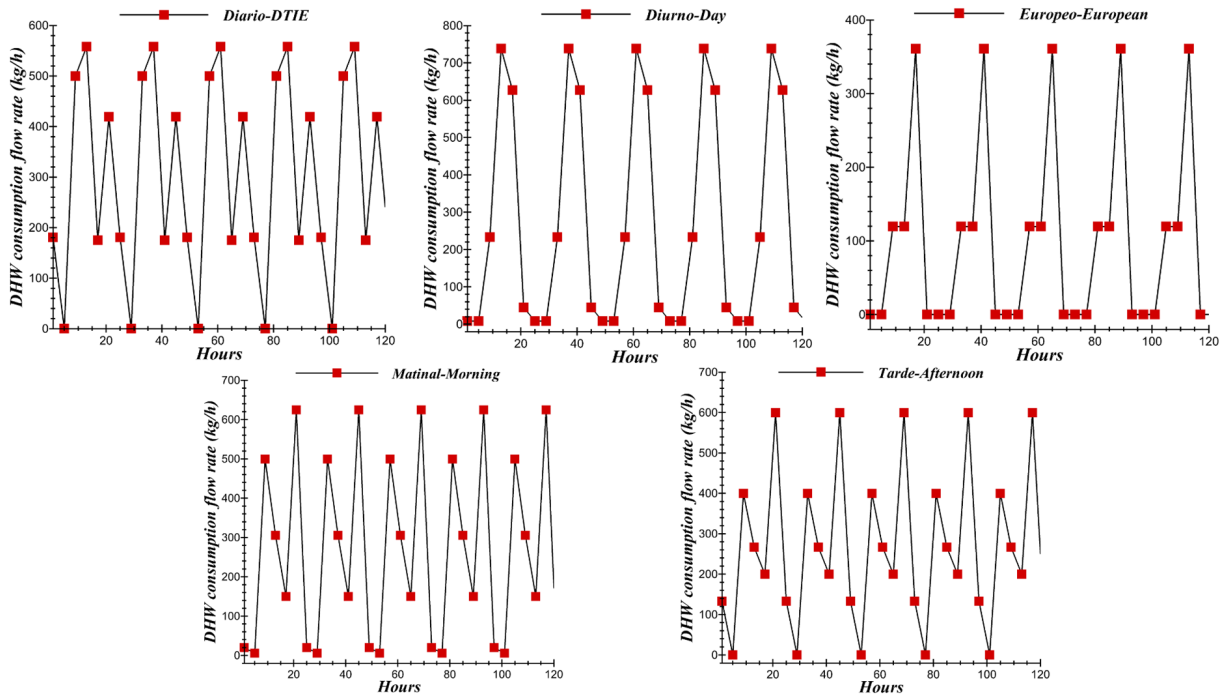 Diario-DTIE
DHW consumption flow rate (kg/h)
600
500
400
300
200
100
0
20 40 60 80 100 120
Hours
Diurno-Day
DHW consumption flow rate (kg/h)
800
700
600
500
400
300
200
100
0
20 40 60 80 100 120
Hours
Europeo-European
DHW consumption flow rate (kg/h)
400
300
200
100
0
20 40 60 80 100 120
Hours
Matinal-Morning
DHW consumption flow rate (kg/h)
700
600
500
400
300
200
100
0
20 40 60 80 100 120
Hours
Tarde-Afternoon
DHW consumption flow rate (kg/h)
700
600
500
400
300
200
100
0
20 40 60 80 100 120
Hours